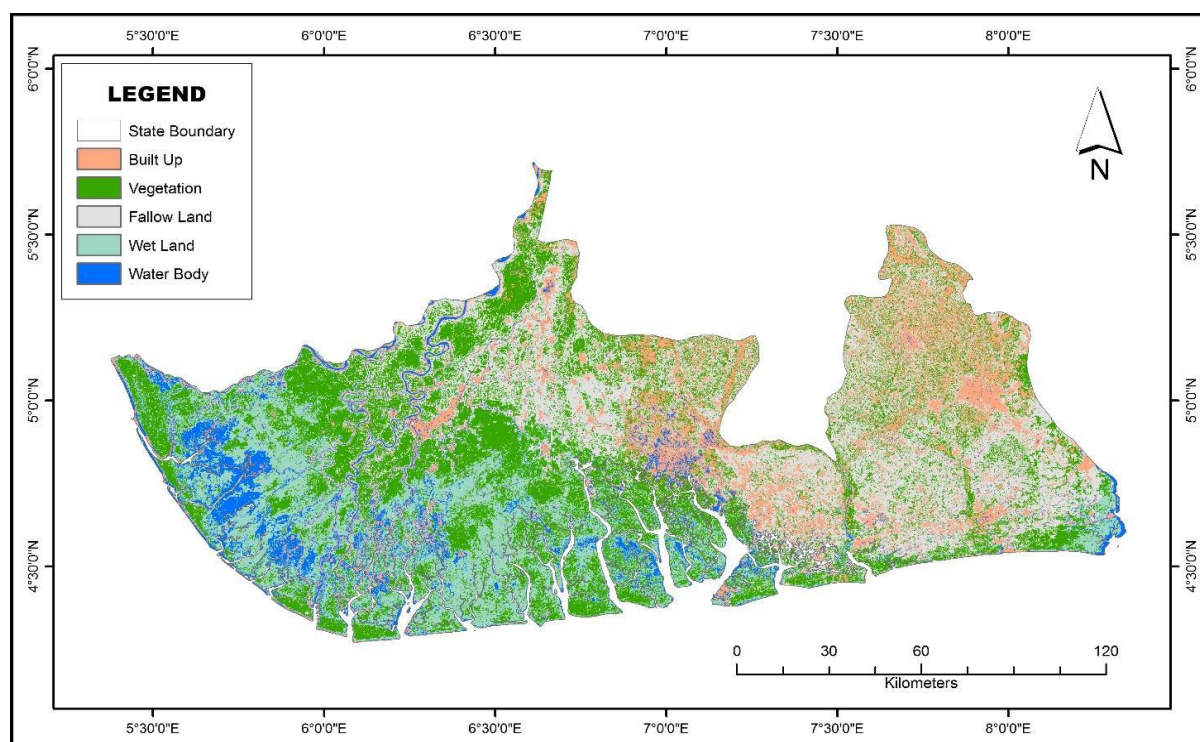 5°30'0"E 6°0'0"E 6°30'0"E 7°0'0"E 7°30'0"E 8°0'0"E
6°0'0"N 6°0'0"N
LEGEND
State Boundary
Built Up
Vegetation
Fallow Land
Wet Land
Water Body
N
5°30'0"N 5°30'0"N
5°0'0"N 5°0'0"N
4°30'0"N 4°30'0"N
0 30 60 120
Kilometers
5°30'0"E 6°0'0"E 6°30'0"E 7°0'0"E 7°30'0"E 8°0'0"E